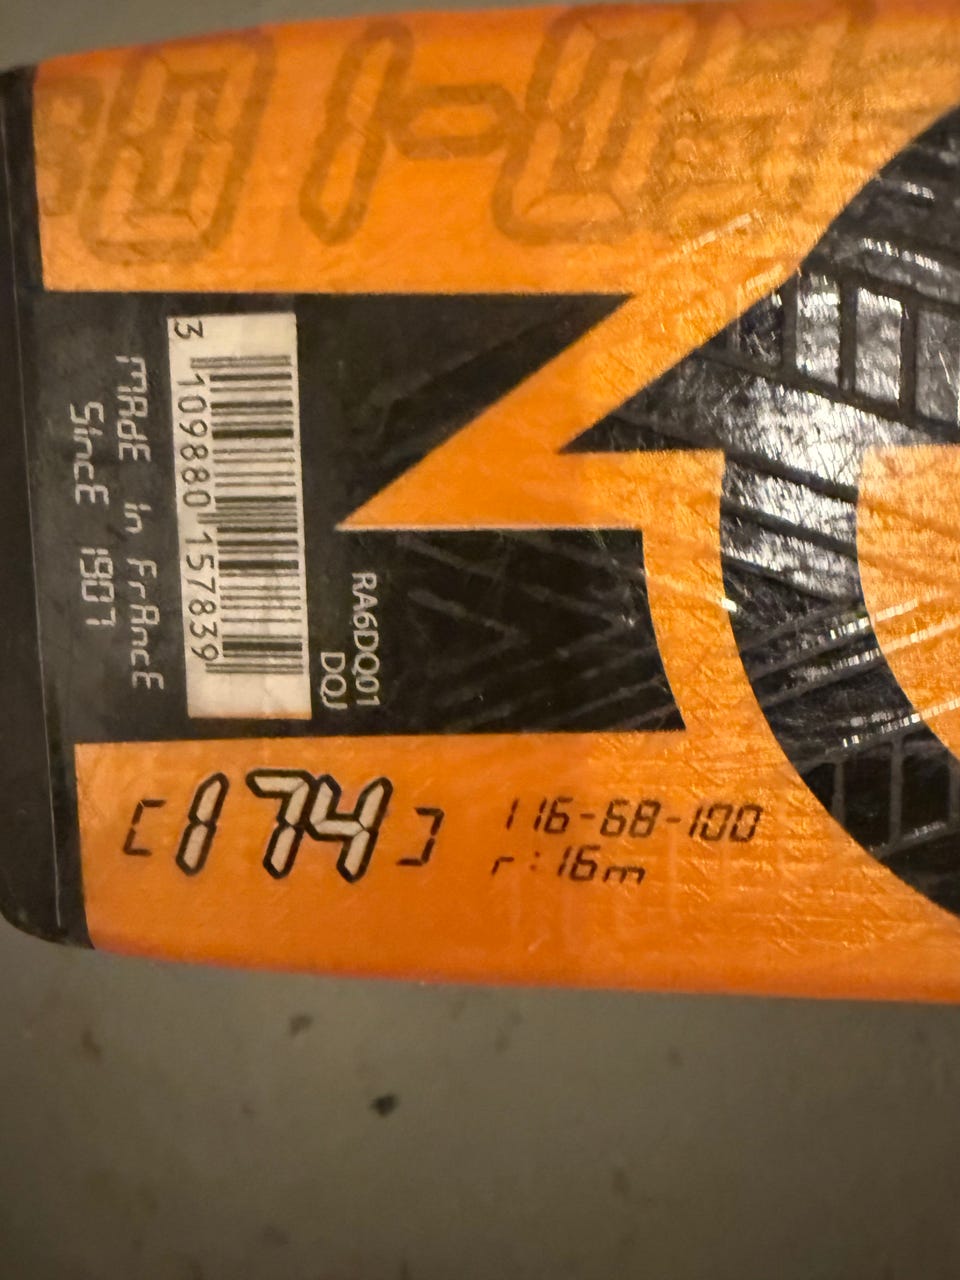 [174]
116-68-100
r:16m
RA6DQ01
DQJ
3 109880 157839
MAdE in FrAncE
SincE 1907